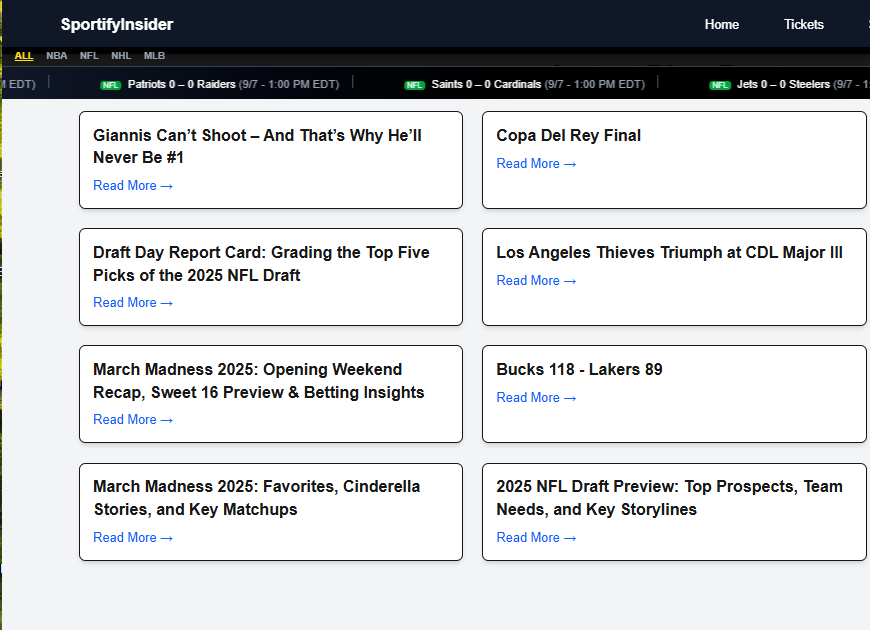 SportifyInsider
Home
Tickets
ALL NBA NFL NHL MLB
M EDT) | NFL Patriots 0 – 0 Raiders (9/7 - 1:00 PM EDT) | NFL Saints 0 – 0 Cardinals (9/7 - 1:00 PM EDT) | NFL Jets 0 – 0 Steelers (9/7 - 1:
Giannis Can’t Shoot – And That’s Why He’ll
Never Be #1
Read More →
Copa Del Rey Final
Read More →
Draft Day Report Card: Grading the Top Five
Picks of the 2025 NFL Draft
Read More →
Los Angeles Thieves Triumph at CDL Major III
Read More →
March Madness 2025: Opening Weekend
Recap, Sweet 16 Preview & Betting Insights
Read More →
Bucks 118 - Lakers 89
Read More →
March Madness 2025: Favorites, Cinderella
Stories, and Key Matchups
Read More →
2025 NFL Draft Preview: Top Prospects, Team
Needs, and Key Storylines
Read More →